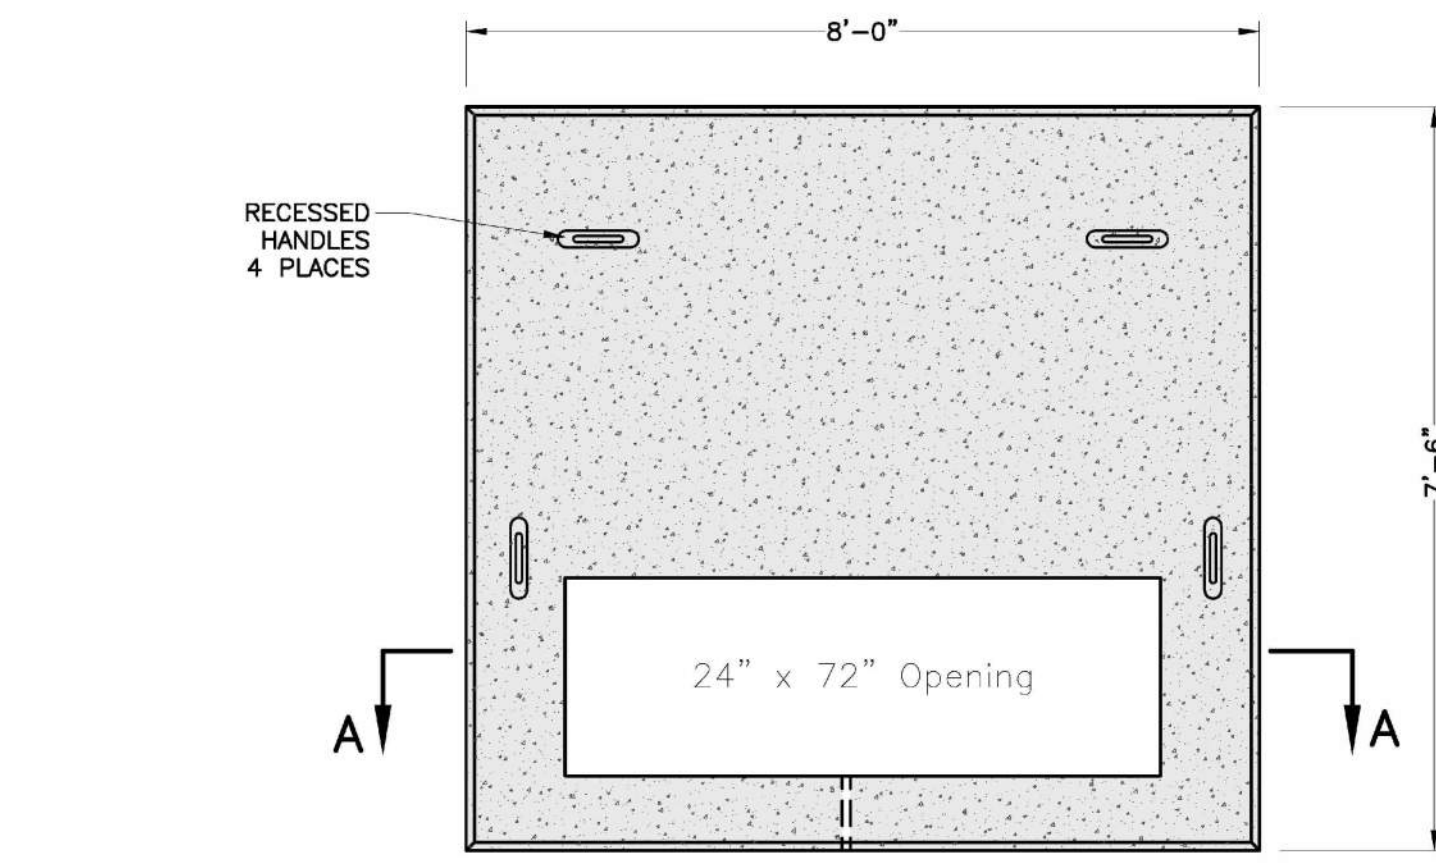 8'-0"
RECESSED
HANDLES
4 PLACES
7'-6"
24" x 72" Opening
A
A